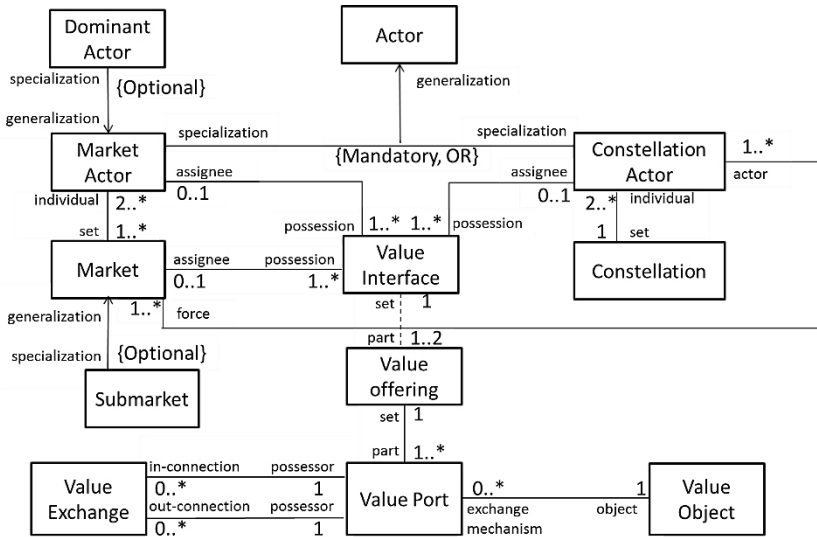 Dominant
Actor
Actor
specialization
{Optional}
generalization
generalization
specialization
specialization
{Mandatory, OR}
Market
Actor
Constellation
Actor
assignee
0..1
assignee
0..1
1..*
actor
individual
2..*
2..*
individual
set
1..*
possession
1..*
1..*
possession
1
set
Market
assignee
0..1
possession
1..*
Value
Interface
Constellation
generalization
1..*
force
set
1
specialization
{Optional}
part
1..2
Submarket
Value
offering
set
1
part
1..*
Value
Exchange
in-connection
0..*
possessor
1
out-connection
0..*
possessor
1
Value Port
0..*
exchange
mechanism
1
object
Value
Object